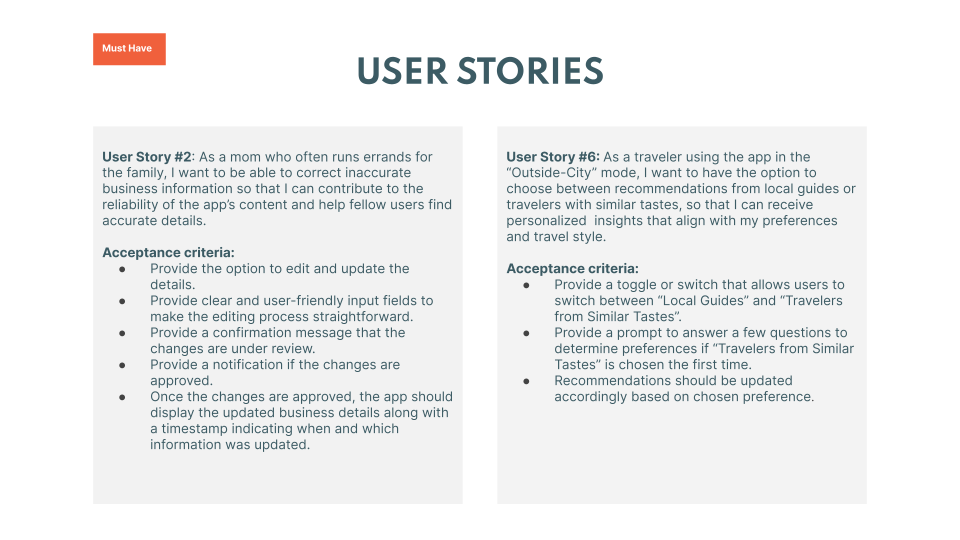 Must Have
USER STORIES
User Story #2: As a mom who often runs errands for
the family, I want to be able to correct inaccurate
business information so that I can contribute to the
reliability of the app’s content and help fellow users find
accurate details.
Acceptance criteria:
● Provide the option to edit and update the
details.
● Provide clear and user-friendly input fields to
make the editing process straightforward.
● Provide a confirmation message that the
changes are under review.
● Provide a notification if the changes are
approved.
● Once the changes are approved, the app should
display the updated business details along with
a timestamp indicating when and which
information was updated.
User Story #6: As a traveler using the app in the
“Outside-City” mode, I want to have the option to
choose between recommendations from local guides or
travelers with similar tastes, so that I can receive
personalized  insights that align with my preferences
and travel style.
Acceptance criteria:
● Provide a toggle or switch that allows users to
switch between “Local Guides” and “Travelers
from Similar Tastes”.
● Provide a prompt to answer a few questions to
determine preferences if “Travelers from Similar
Tastes” is chosen the first time.
● Recommendations should be updated
accordingly based on chosen preference.